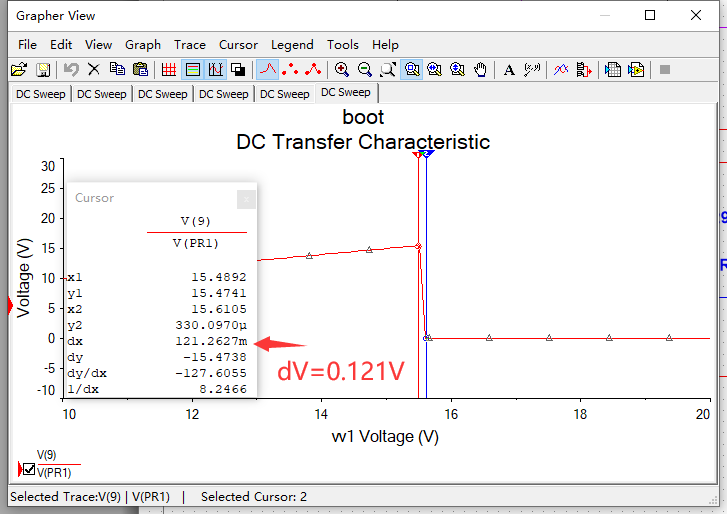 Grapher View
File Edit View Graph Trace Cursor Legend Tools Help
DC Sweep DC Sweep DC Sweep DC Sweep DC Sweep DC Sweep
boot
DC Transfer Characteristic
Voltage (V)
30
25
20
15
10
5
0
-5
-10
Cursor
V(9)
V(PR1)
x1 15.4892
y1 15.4741
x2 15.6105
y2 330.0970µ
dx 121.2627m
dy -15.4738
dy/dx -127.6055
1/dx 8.2466
dV=0.121V
10 12 14 16 18 20
vv1 Voltage (V)
V(9)
V(PR1)
Selected Trace:V(9) | V(PR1) | Selected Cursor: 2
9
R